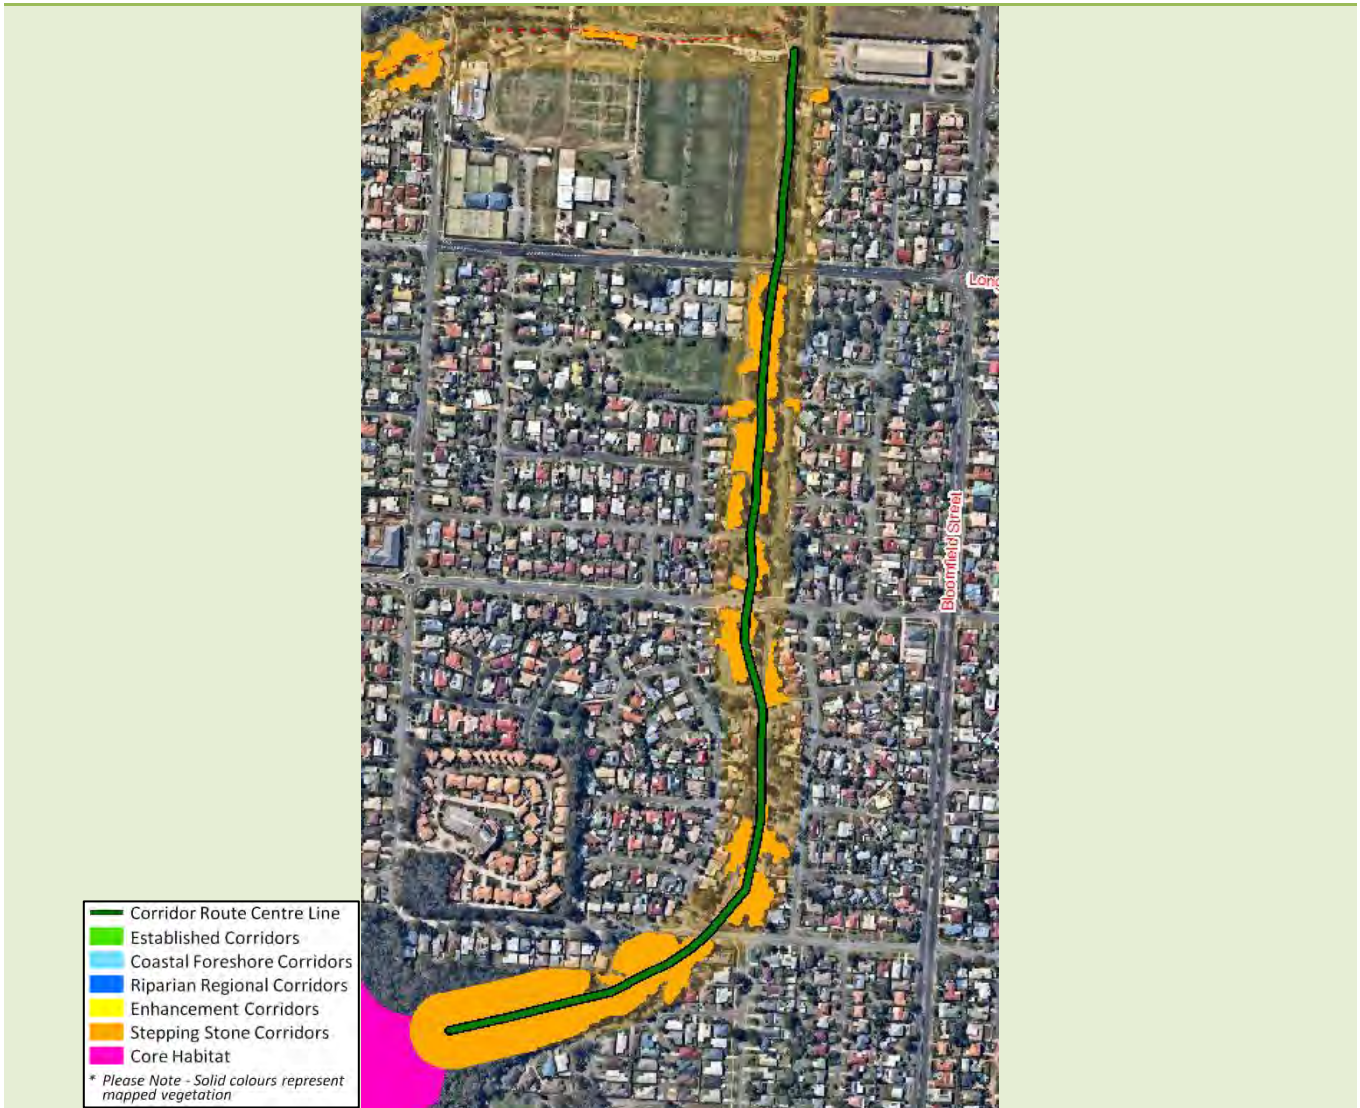 Long
Bloomfield Street
Corridor Route Centre Line
Established Corridors
Coastal Foreshore Corridors
Riparian Regional Corridors
Enhancement Corridors
Stepping Stone Corridors
Core Habitat
* Please Note - Solid colours represent
mapped vegetation